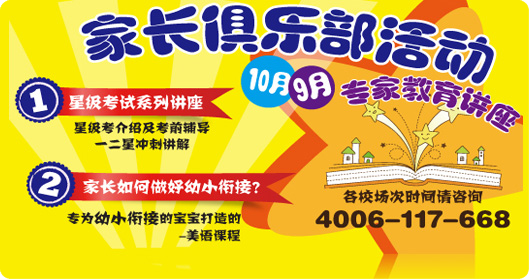 家长俱乐部活动
10月 9月
专家教育讲座
1 星级考试系列讲座
星级考介绍及考前辅导
一二星冲刺讲解
2 家长如何做好幼小衔接?
专为幼小衔接的宝宝打造的
-美语课程
各校场次时间请咨询
4006-117-668